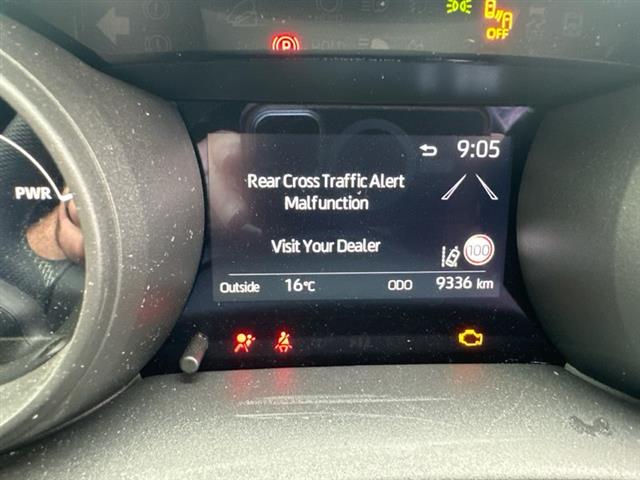 OFF
9:05
PWR
Rear Cross Traffic Alert
Malfunction
Visit Your Dealer
100
Outside 16°C ODO 9336 km